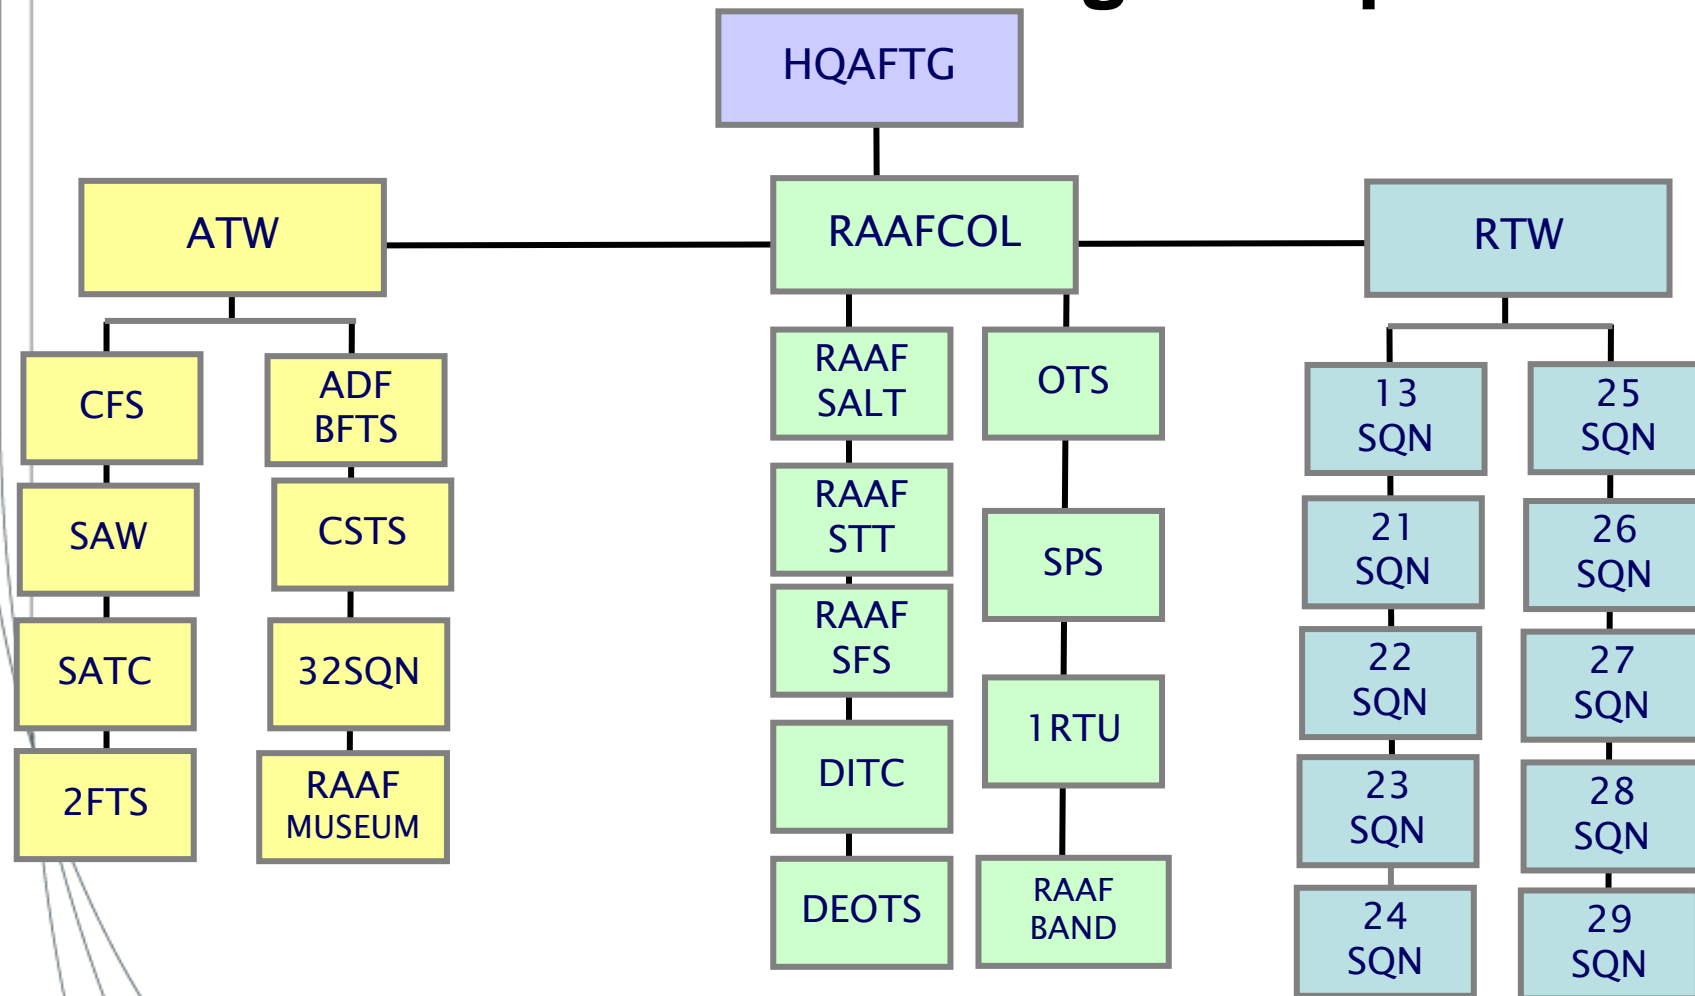 HQAFTG
ATW
RAAFCOL
RTW
CFS
SAW
SATC
2FTS
ADF
BFTS
CSTS
32SQN
RAAF
MUSEUM
RAAF
SALT
RAAF
STT
RAAF
SFS
DITC
DEOTS
OTS
SPS
1RTU
RAAF
BAND
13
SQN
21
SQN
22
SQN
23
SQN
24
SQN
25
SQN
26
SQN
27
SQN
28
SQN
29
SQN